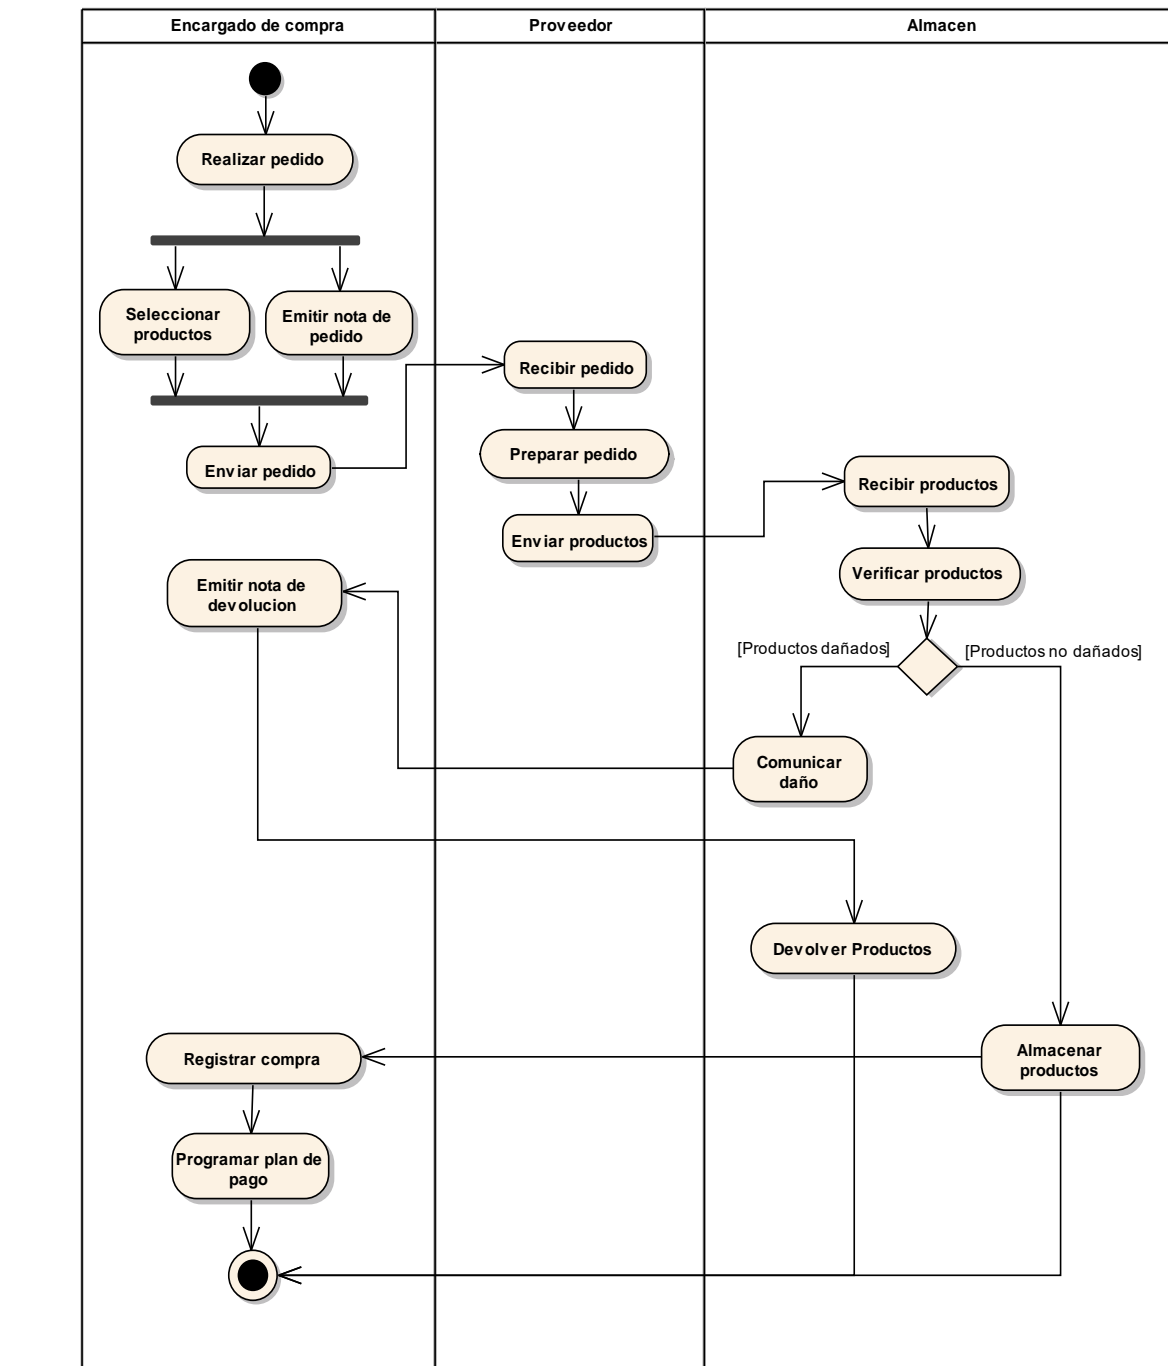 Encargado de compra
Proveedor
Almacen
Realizar pedido
Seleccionar
productos
Emitir nota de
pedido
Enviar pedido
Recibir pedido
Preparar pedido
Enviar productos
Recibir productos
Verificar productos
[Productos dañados]
[Productos no dañados]
Comunicar
daño
Emitir nota de
devolucion
Devolver Productos
Almacenar
productos
Registrar compra
Programar plan de
pago